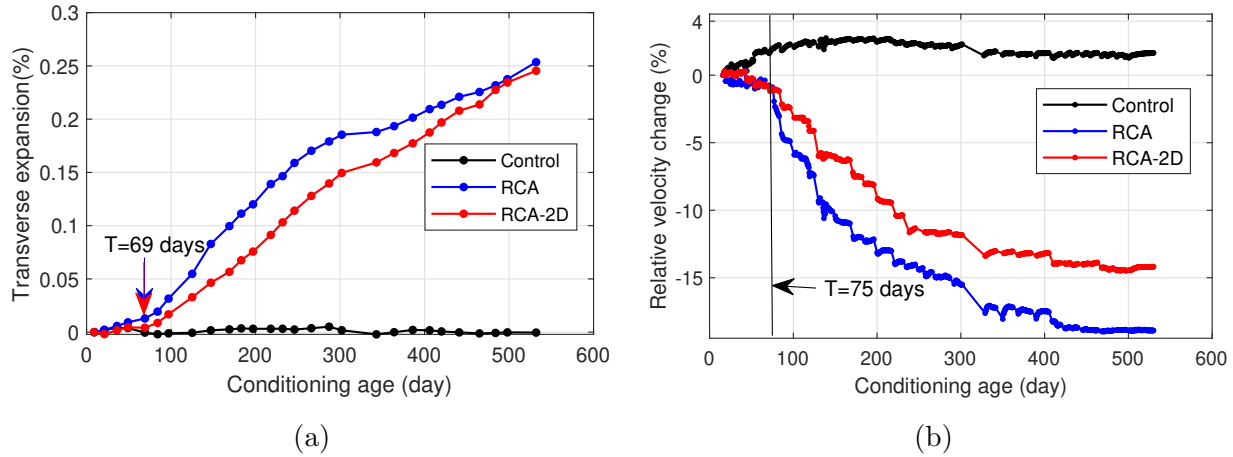 Transverse expansion(%)
0.25
0.2
0.15
0.1
0.05
0
T=69 days
Control
RCA
RCA-2D
0 100 200 300 400 500 600
Conditioning age (day)
(a)
Relative velocity change (%)
4
0
-5
-10
-15
Control
RCA
RCA-2D
T=75 days
0 100 200 300 400 500 600
Conditioning age (day)
(b)